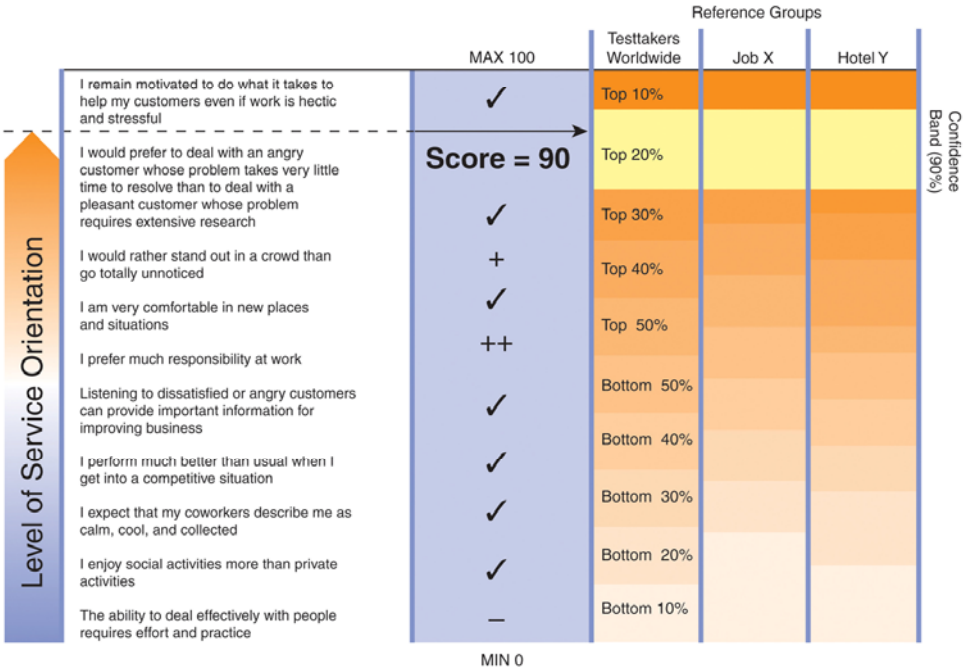 Reference Groups
MAX 100
Testtakers
Worldwide
Job X
Hotel Y
Confidence
Band (90%)
Level of Service Orientation
I remain motivated to do what it takes to
help my customers even if work is hectic
and stressful
✓
Top 10%
I would prefer to deal with an angry
customer whose problem takes very little
time to resolve than to deal with a
pleasant customer whose problem
requires extensive research
Score = 90
✓
Top 20%
Top 30%
I would rather stand out in a crowd than
go totally unnoticed
+
Top 40%
I am very comfortable in new places
and situations
✓
Top 50%
I prefer much responsibility at work
++
Listening to dissatisfied or angry customers
can provide important information for
improving business
✓
Bottom 50%
I perform much better than usual when I
get into a competitive situation
✓
Bottom 40%
I expect that my coworkers describe me as
calm, cool, and collected
✓
Bottom 30%
I enjoy social activities more than private
activities
✓
Bottom 20%
The ability to deal effectively with people
requires effort and practice
–
Bottom 10%
MIN 0